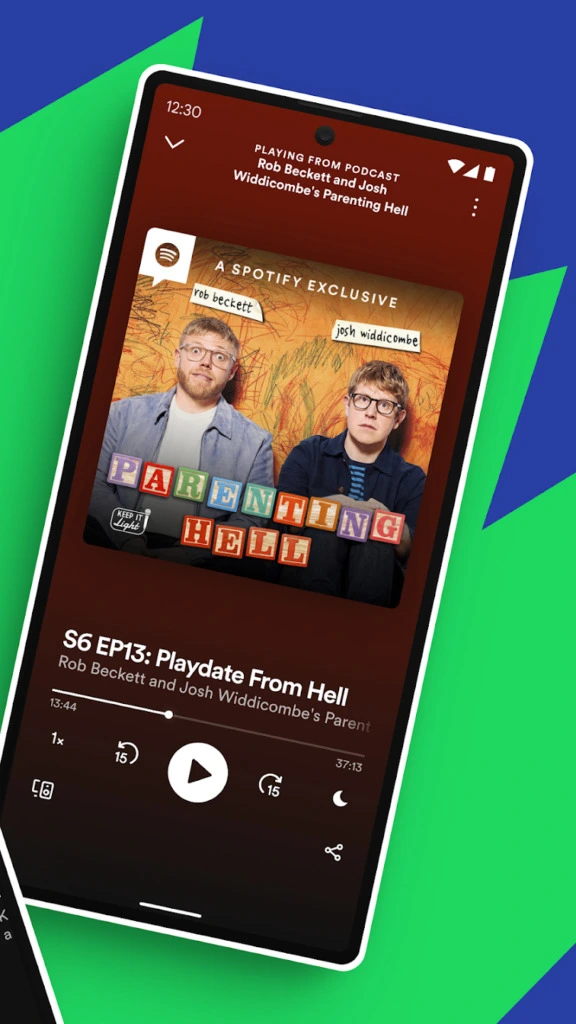 12:30
PLAYING FROM PODCAST
Rob Beckett and Josh
Widdicombe's Parenting Hell
A SPOTIFY EXCLUSIVE
rob beckett
josh widdicombe
PARENTING
HELL
KEEP IT
Light
S6 EP13: Playdate From Hell
Rob Beckett and Josh Widdicombe's Parent
13:44
37:13
1x
15
15
K
a